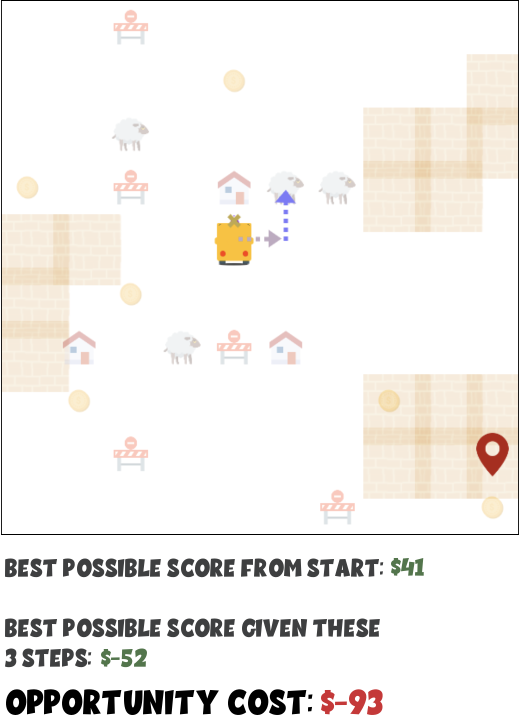 BEST POSSIBLE SCORE FROM START: $41
BEST POSSIBLE SCORE GIVEN THESE
3 STEPS: $-52
OPPORTUNITY COST: $-93